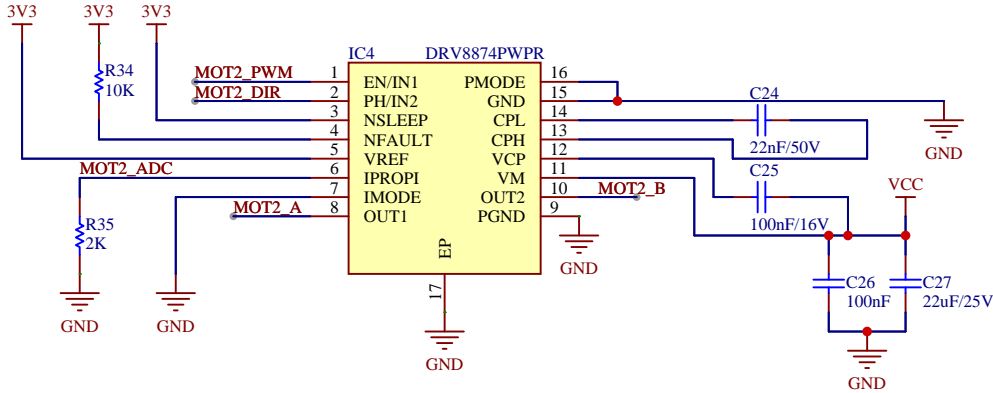 3V3
3V3
3V3
R34
10K
MOT2_PWM
MOT2_DIR
MOT2_ADC
R35
2K
MOT2_A
GND
GND
IC4
DRV8874PWPR
1 EN/IN1
2 PH/IN2
3 NSLEEP
4 NFAULT
5 VREF
6 IPROPI
7 IMODE
8 OUT1
PMODE 16
GND 15
CPL 14
CPH 13
VCP 12
VM 11
OUT2 10
PGND 9
EP
17
GND
MOT2_B
GND
C24
22nF/50V
GND
C25
100nF/16V
VCC
C26
100nF
C27
22uF/25V
GND